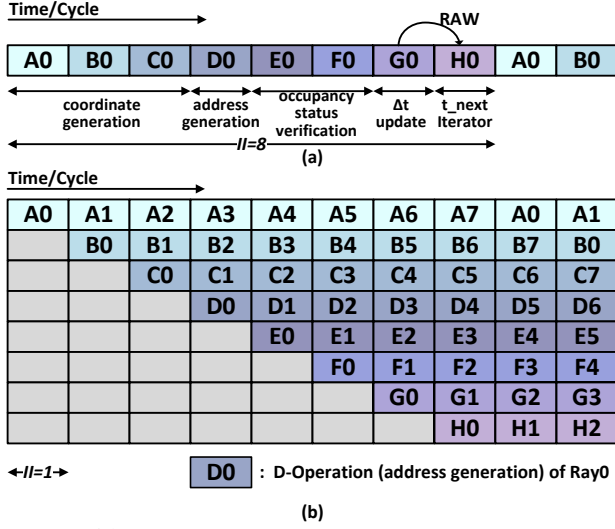 Time/Cycle
RAW
A0 B0 C0 D0 E0 F0 G0 H0 A0 B0
coordinate generation
address generation
occupancy status verification
Δt update
t_next Iterator
II=8
(a)
Time/Cycle
A0 A1 A2 A3 A4 A5 A6 A7 A0 A1
B0 B1 B2 B3 B4 B5 B6 B7 B0
C0 C1 C2 C3 C4 C5 C6 C7
D0 D1 D2 D3 D4 D5 D6
E0 E1 E2 E3 E4 E5
F0 F1 F2 F3 F4
G0 G1 G2 G3
H0 H1 H2
II=1
D0 : D-Operation (address generation) of Ray0
(b)